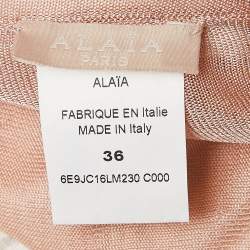 ALAÏA
PARIS
ALAÏA
FABRIQUE EN Italie
MADE IN Italy
36
6E9JC16LM230 C000